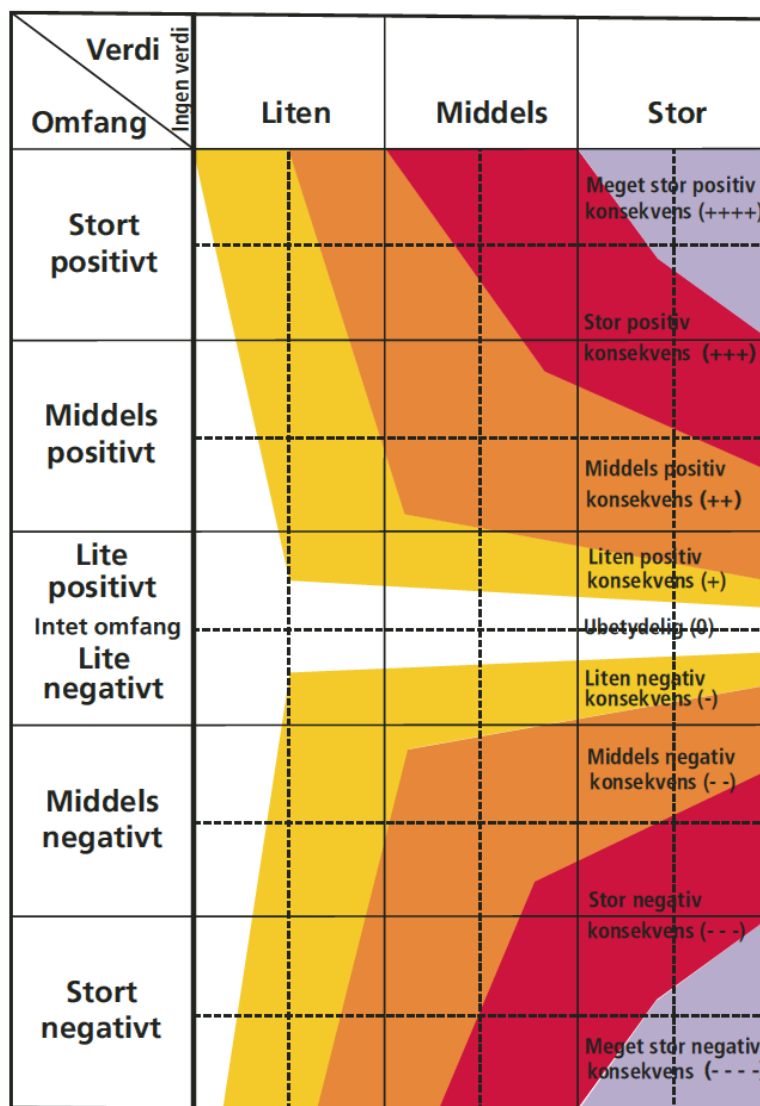 Verdi
Omfang
Ingen verdi
Liten
Middels
Stor
Stort
positivt
Meget stor positiv
konsekvens (++++)
Stor positiv
konsekvens (+++)
Middels
positivt
Middels positiv
konsekvens (++)
Lite
positivt
Liten positiv
konsekvens (+)
Intet omfang
Ubetydelig (0)
Lite
negativt
Liten negativ
konsekvens (-)
Middels
negativt
Middels negativ
konsekvens (- -)
Stor negativ
konsekvens (- - -)
Stort
negativt
Meget stor negativ
konsekvens (- - - -)